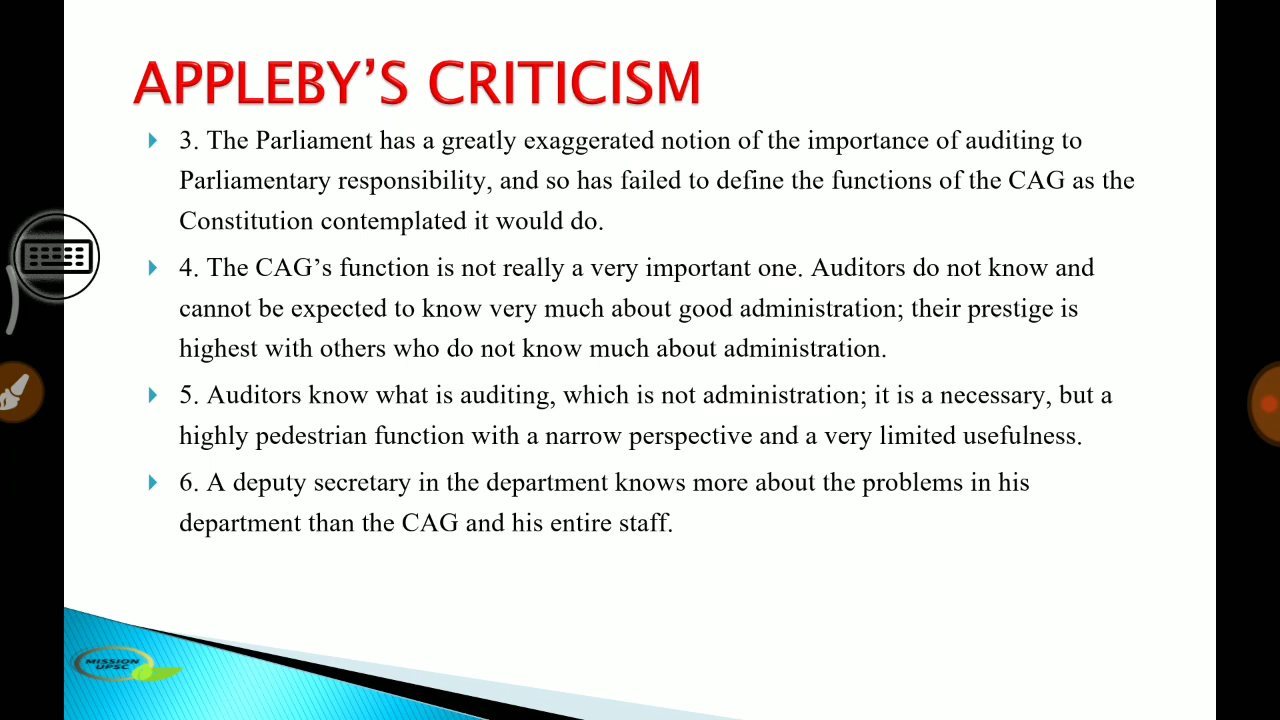 APPLEBY’S CRITICISM
3. The Parliament has a greatly exaggerated notion of the importance of auditing to
Parliamentary responsibility, and so has failed to define the functions of the CAG as the
Constitution contemplated it would do.
4. The CAG’s function is not really a very important one. Auditors do not know and
cannot be expected to know very much about good administration; their prestige is
highest with others who do not know much about administration.
5. Auditors know what is auditing, which is not administration; it is a necessary, but a
highly pedestrian function with a narrow perspective and a very limited usefulness.
6. A deputy secretary in the department knows more about the problems in his
department than the CAG and his entire staff.
MISSION
UPSC